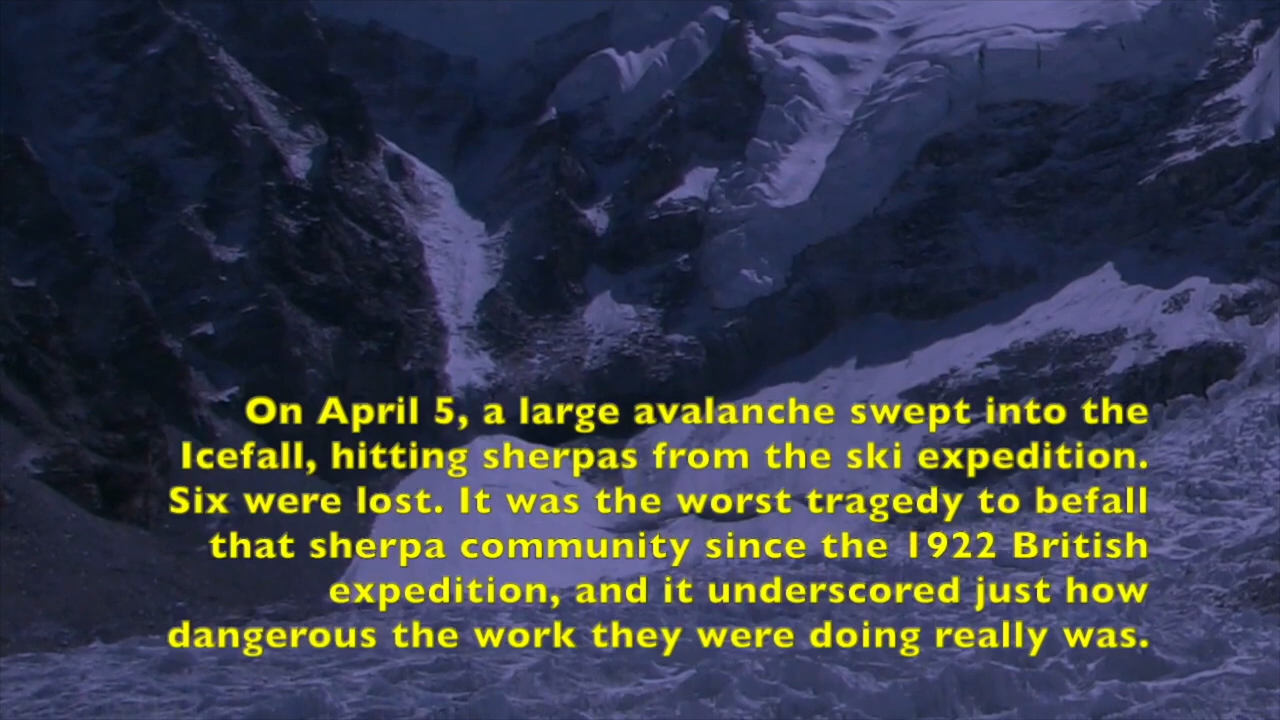 On April 5, a large avalanche swept into the
Icefall, hitting sherpas from the ski expedition.
Six were lost. It was the worst tragedy to befall
that sherpa community since the 1922 British
expedition, and it underscored just how
dangerous the work they were doing really was.